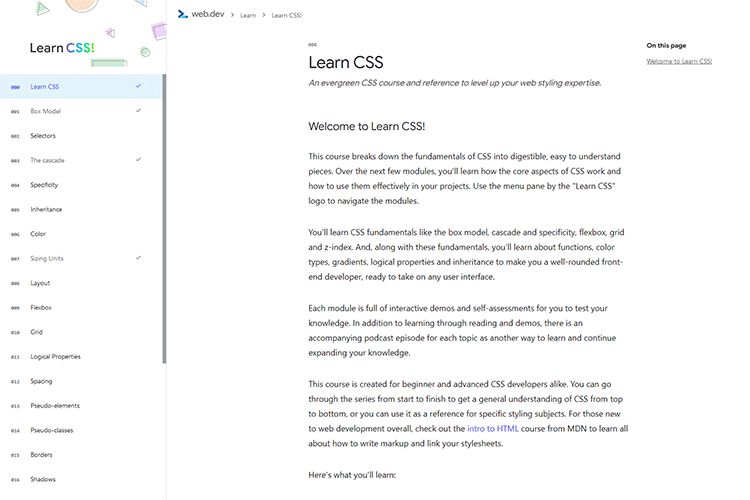 Learn CSS!
000 Learn CSS
001 Box Model
002 Selectors
003 The cascade
004 Specificity
005 Inheritance
006 Color
007 Sizing Units
008 Layout
009 Flexbox
010 Grid
011 Logical Properties
012 Spacing
013 Pseudo-elements
014 Pseudo-classes
015 Borders
016 Shadows
web.dev > Learn > Learn CSS!
000
Learn CSS
An evergreen CSS course and reference to level up your web styling expertise.
Welcome to Learn CSS!
This course breaks down the fundamentals of CSS into digestible, easy to understand
pieces. Over the next few modules, you'll learn how the core aspects of CSS work and
how to use them effectively in your projects. Use the menu pane by the "Learn CSS"
logo to navigate the modules.
You'll learn CSS fundamentals like the box model, cascade and specificity, flexbox, grid
and z-index. And, along with these fundamentals, you'll learn about functions, color
types, gradients, logical properties and inheritance to make you a well-rounded front-
end developer, ready to take on any user interface.
Each module is full of interactive demos and self-assessments for you to test your
knowledge. In addition to learning through reading and demos, there is an
accompanying podcast episode for each topic as another way to learn and continue
expanding your knowledge.
This course is created for beginner and advanced CSS developers alike. You can go
through the series from start to finish to get a general understanding of CSS from top
to bottom, or you can use it as a reference for specific styling subjects. For those new
to web development overall, check out the intro to HTML course from MDN to learn all
about how to write markup and link your stylesheets.
Here's what you'll learn:
On this page
Welcome to Learn CSS!